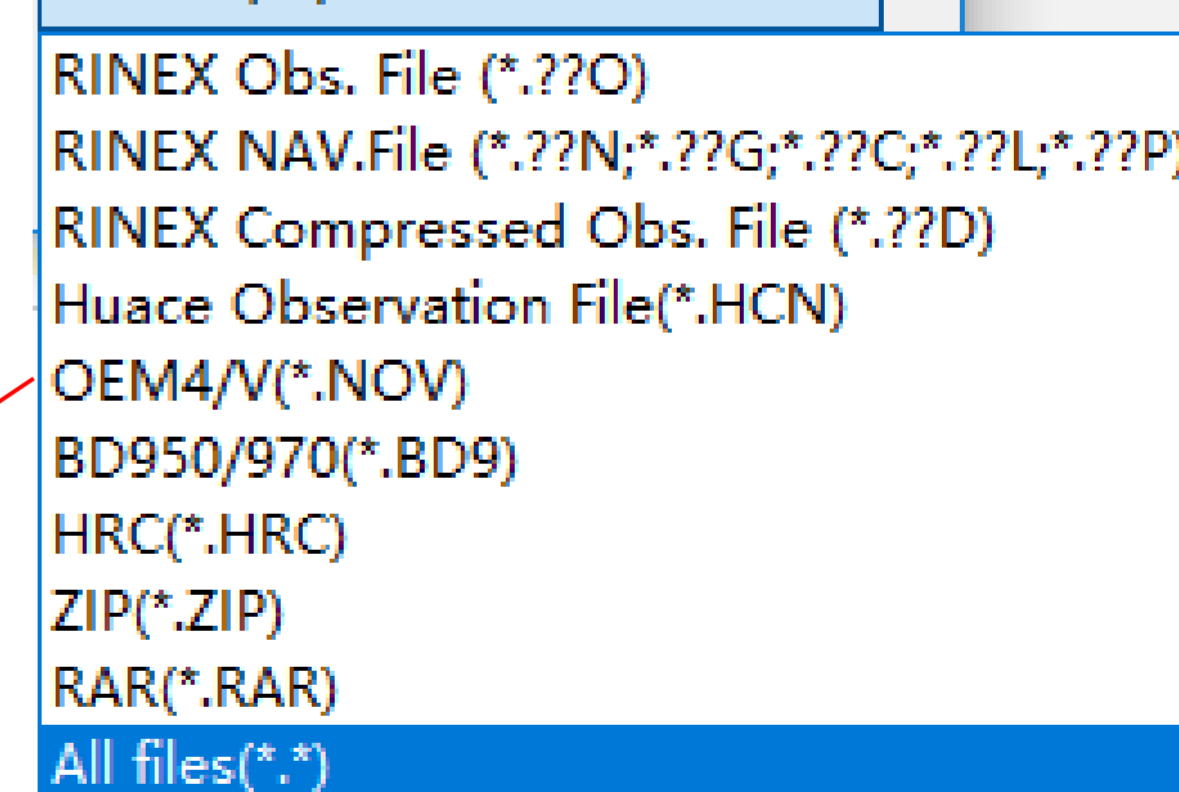 RINEX Obs. File (*.??O)
RINEX NAV.File (*.??N;*.??G;*.??C;*.??L;*.??P)
RINEX Compressed Obs. File (*.??D)
Huace Observation File(*.HCN)
OEM4/V(*.NOV)
BD950/970(*.BD9)
HRC(*.HRC)
ZIP(*.ZIP)
RAR(*.RAR)
All files(*.*)